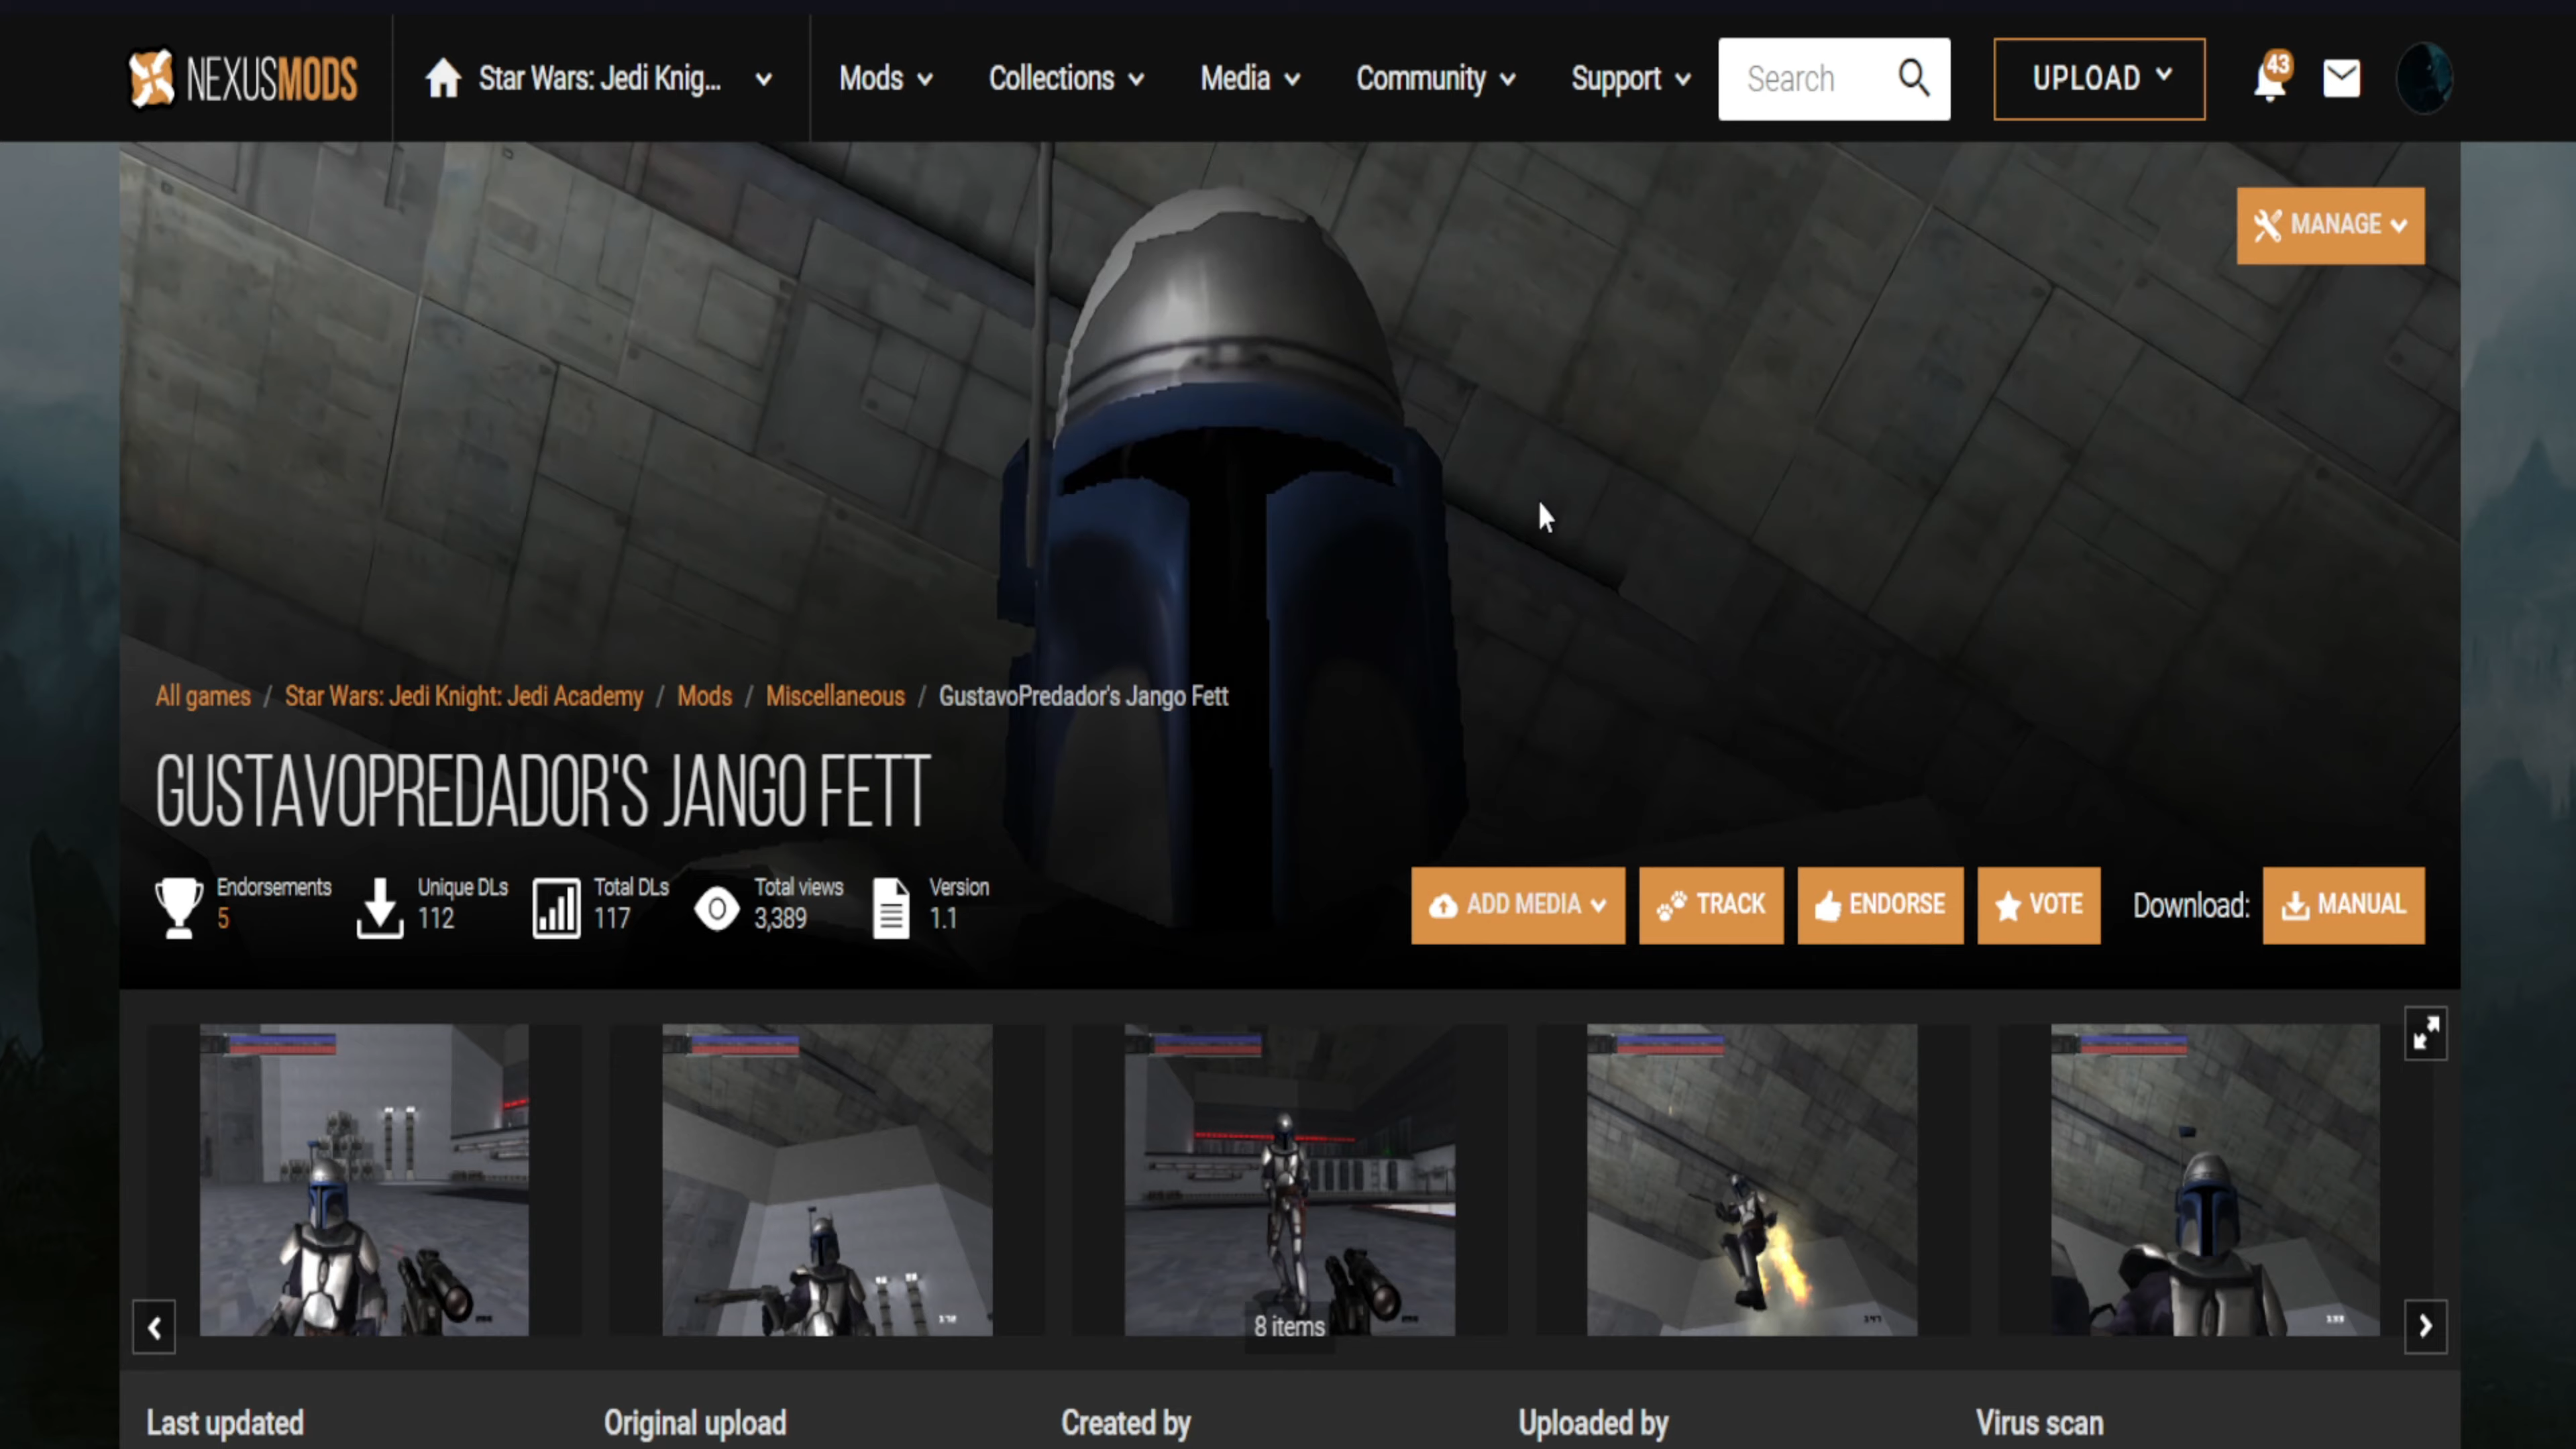 NEXUSMODS
Star Wars: Jedi Knig...
Mods
Collections
Media
Community
Support
Search
UPLOAD
43
MANAGE
All games / Star Wars: Jedi Knight: Jedi Academy / Mods / Miscellaneous / GustavoPredador's Jango Fett
GUSTAVOPREDADOR'S JANGO FETT
Endorsements
5
Unique DLs
112
Total DLs
117
Total views
3,389
Version
1.1
ADD MEDIA
TRACK
ENDORSE
VOTE
Download:
MANUAL
8 items
Last updated
Original upload
Created by
Uploaded by
Virus scan